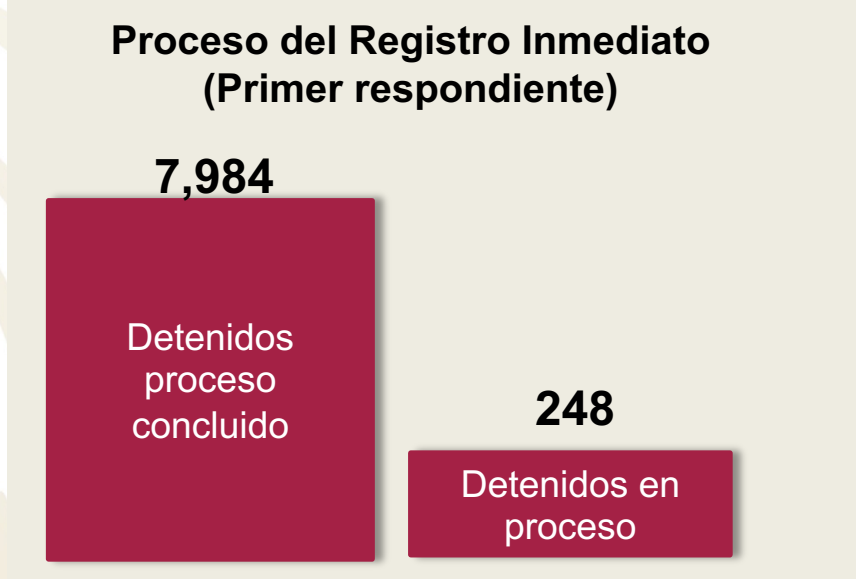 Proceso del Registro Inmediato
(Primer respondiente)
7,984
Detenidos
proceso
concluido
248
Detenidos en
proceso